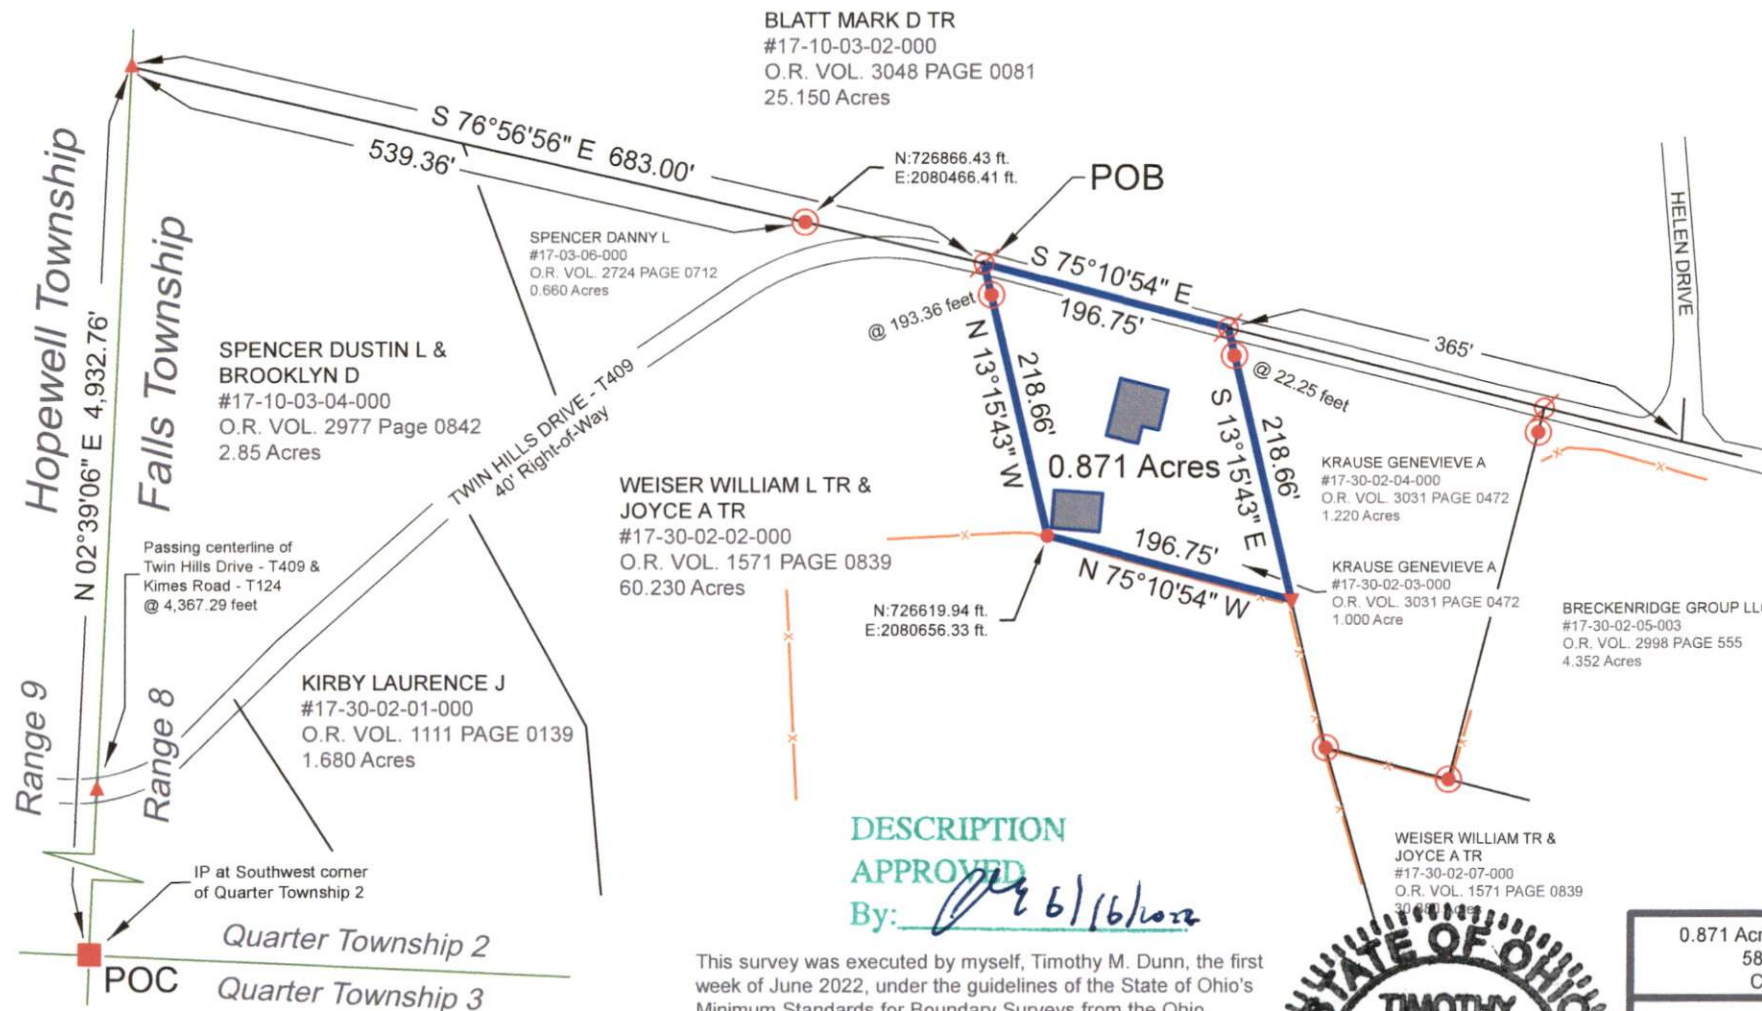 BLATT MARK D TR
#17-10-03-02-000
O.R. VOL. 3048 PAGE 0081
25.150 Acres
S 76°56'56" E 683.00'
539.36'
N:726866.43 ft.
E:2080466.41 ft.
POB
HELEN DRIVE
Hopewell Township
Falls Township
N 02°39'06" E 4,932.76'
SPENCER DANNY L
#17-03-06-000
O.R. VOL. 2724 PAGE 0712
0.660 Acres
S 75°10'54" E
196.75'
@ 193.36 feet
365'
@ 22.25 feet
SPENCER DUSTIN L &
BROOKLYN D
#17-10-03-04-000
O.R. VOL. 2977 Page 0842
2.85 Acres
TWIN HILLS DRIVE - T409
40' Right-of-Way
N 13°15'43" W
218.66'
S 13°15'43" E
218.66'
0.871 Acres
KRAUSE GENEVIEVE A
#17-30-02-04-000
O.R. VOL. 3031 PAGE 0472
1.220 Acres
WEISER WILLIAM L TR &
JOYCE A TR
#17-30-02-02-000
O.R. VOL. 1571 PAGE 0839
60.230 Acres
196.75'
N 75°10'54" W
Passing centerline of
Twin Hills Drive - T409 &
Kimes Road - T124
@ 4,367.29 feet
KRAUSE GENEVIEVE A
#17-30-02-03-000
O.R. VOL. 3031 PAGE 0472
1.000 Acre
N:726619.94 ft.
E:2080656.33 ft.
BRECKENRIDGE GROUP
#17-30-02-05-003
O.R. VOL. 2998 PAGE 555
4.352 Acres
Range 9
Range 8
KIRBY LAURENCE J
#17-30-02-01-000
O.R. VOL. 1111 PAGE 0139
1.680 Acres
DESCRIPTION
APPROVED
By: 6/16/2022
WEISER WILLIAM TR &
JOYCE A TR
#17-30-02-07-000
O.R. VOL. 1571 PAGE 0839
IP at Southwest corner
of Quarter Township 2
Quarter Township 2
POC
Quarter Township 3
This survey was executed by myself, Timothy M. Dunn, the first
week of June 2022, under the guidelines of the State of Ohio's
Minimum Standards for Boundary Surveys from the Ohio
STATE OF OHIO
TIMOTHY
0.871
58
C